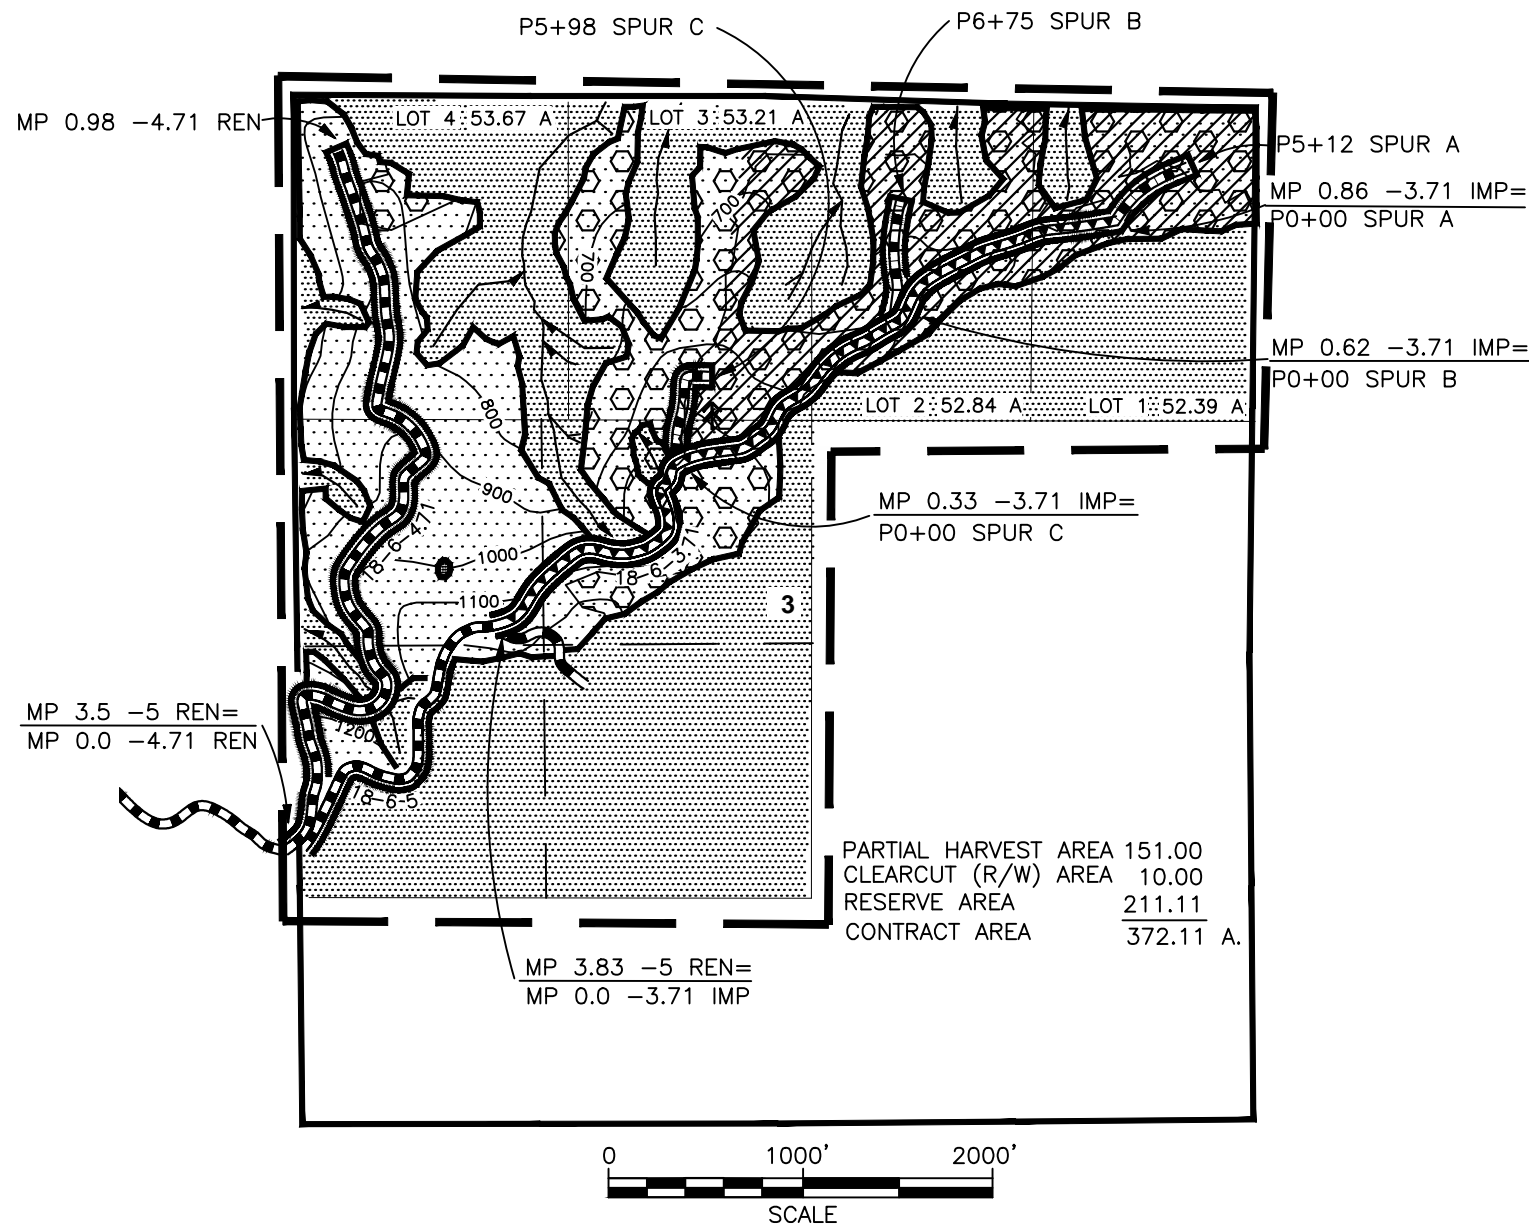 P5+98 SPUR C
P6+75 SPUR B
MP 0.98 -4.71 REN
LOT 4 53.67 A
LOT 3 53.21 A
P5+12 SPUR A
MP 0.86 -3.71 IMP=
P0+00 SPUR A
700
700
MP 0.62 -3.71 IMP=
P0+00 SPUR B
LOT 2 52.84 A
LOT 1 52.39 A
800
900
MP 0.33 -3.71 IMP=
P0+00 SPUR C
18-6-4.71
1000
18-6-3.71
1100
3
MP 3.5 -5 REN=
MP 0.0 -4.71 REN
1200
18-6-5
PARTIAL HARVEST AREA 151.00
CLEARCUT (R/W) AREA 10.00
RESERVE AREA 211.11
CONTRACT AREA 372.11 A.
MP 3.83 -5 REN=
MP 0.0 -3.71 IMP
0 1000' 2000'
SCALE